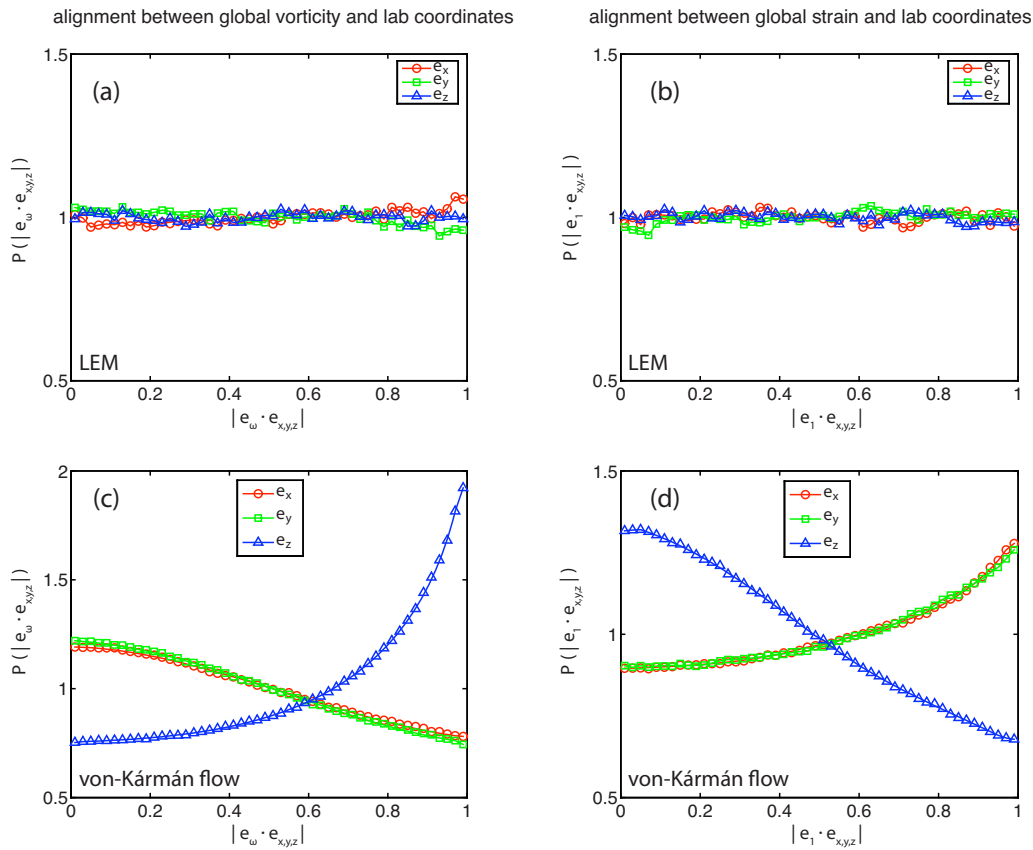 alignment between global vorticity and lab coordinates
alignment between global strain and lab coordinates
1.5
(a)
e_x
e_y
e_z
P ( | e_ω · e_x,y,z | )
1
LEM
0.5
0 0.2 0.4 0.6 0.8 1
| e_ω · e_x,y,z |
1.5
(b)
e_x
e_y
e_z
P ( | e_1 · e_x,y,z | )
1
LEM
0.5
0 0.2 0.4 0.6 0.8 1
| e_1 · e_x,y,z |
2
(c)
e_x
e_y
e_z
1.5
P ( | e_ω · e_x,y,z | )
1
von-Kármán flow
0.5
0 0.2 0.4 0.6 0.8 1
| e_ω · e_x,y,z |
1.5
(d)
e_x
e_y
e_z
P ( | e_1 · e_x,y,z | )
1
von-Kármán flow
0.5
0 0.2 0.4 0.6 0.8 1
| e_1 · e_x,y,z |